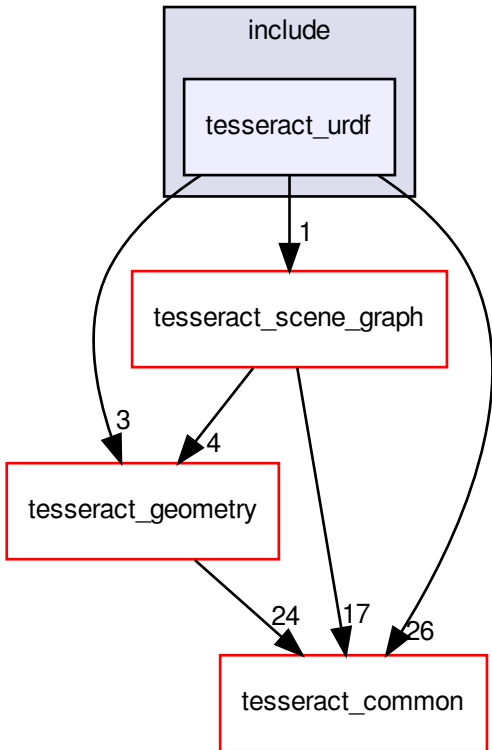 include
tesseract_urdf
1
tesseract_scene_graph
3
4
tesseract_geometry
24
17
26
tesseract_common